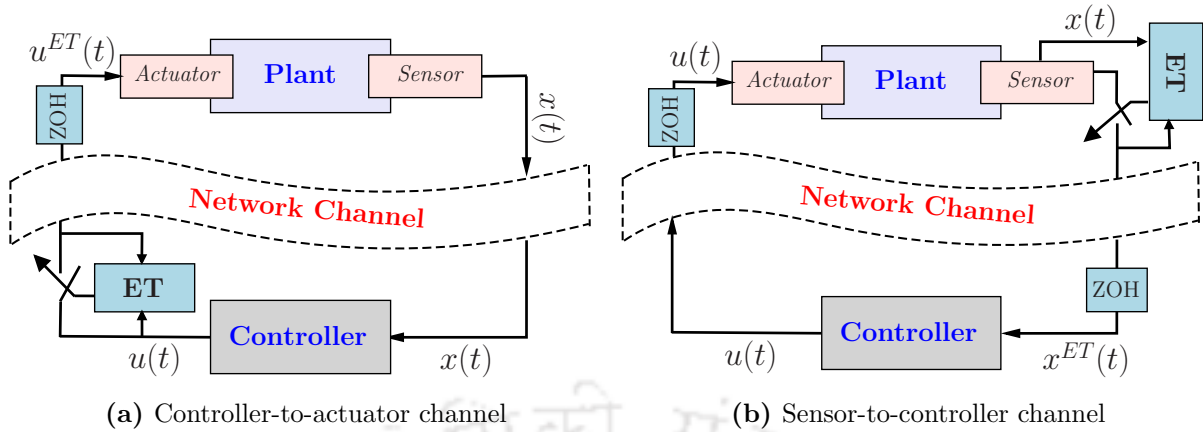 u^{ET}(t)
Actuator
Plant
Sensor
ZOH
x(t)
Network Channel
ET
Controller
u(t)
x(t)
(a) Controller-to-actuator channel
x(t)
u(t)
Actuator
Plant
Sensor
ET
ZOH
Network Channel
ZOH
Controller
u(t)
x^{ET}(t)
(b) Sensor-to-controller channel